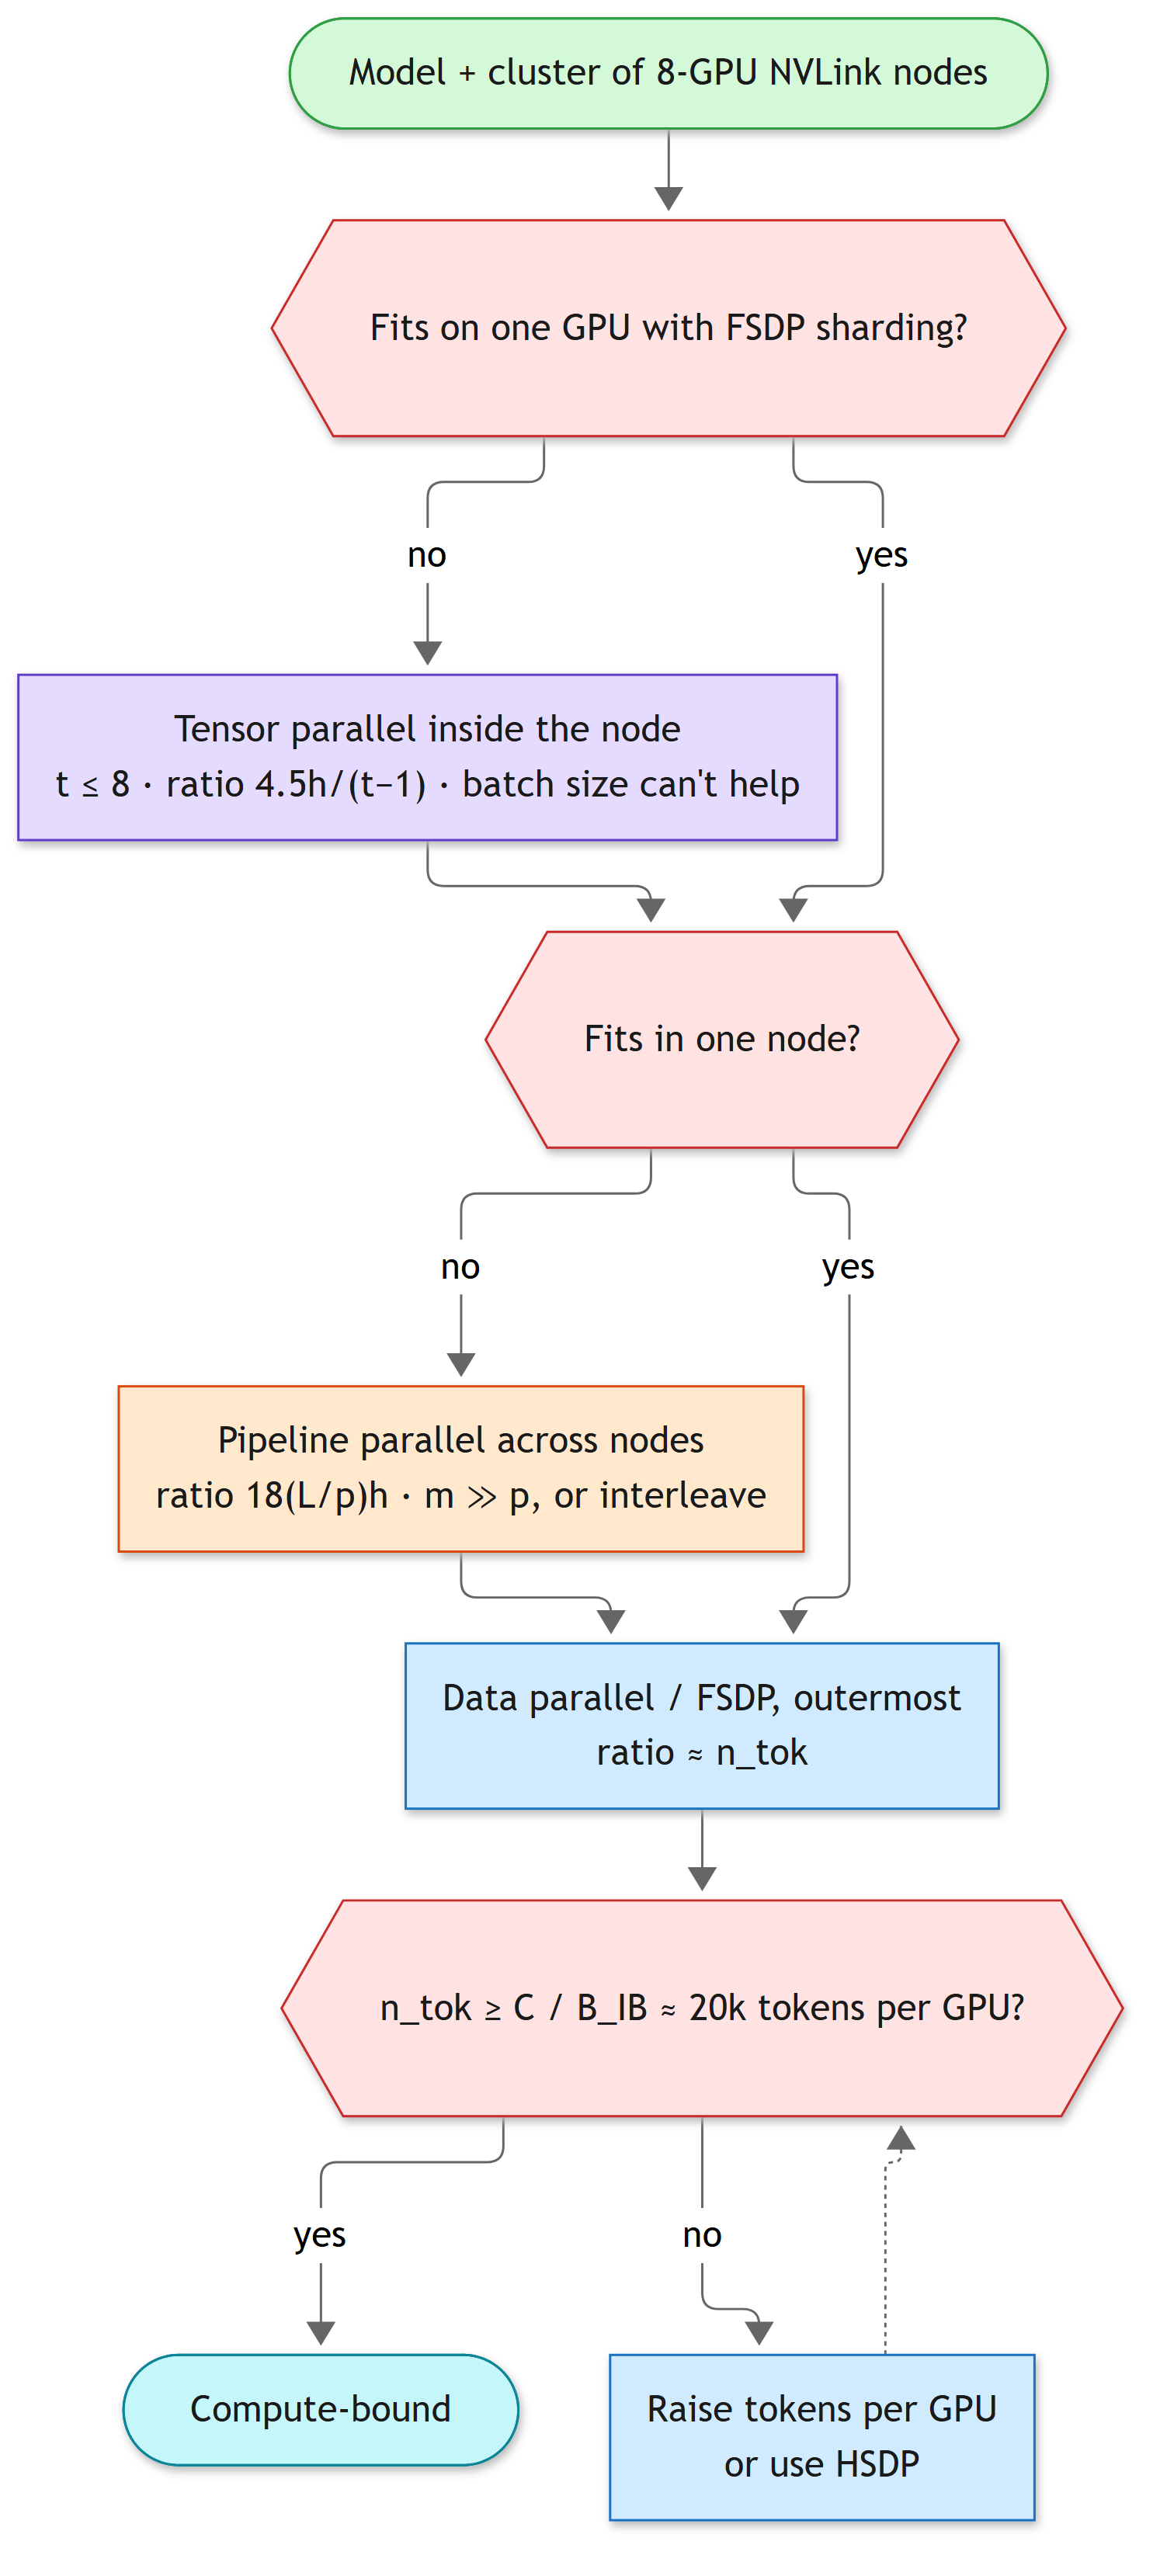 Model + cluster of 8-GPU NVLink nodes
Fits on one GPU with FSDP sharding?
no
yes
Tensor parallel inside the node
t ≤ 8 · ratio 4.5h/(t−1) · batch size can't help
Fits in one node?
no
yes
Pipeline parallel across nodes
ratio 18(L/p)h · m ≫ p, or interleave
Data parallel / FSDP, outermost
ratio ≈ n_tok
n_tok ≥ C / B_IB ≈ 20k tokens per GPU?
yes
no
Compute-bound
Raise tokens per GPU
or use HSDP